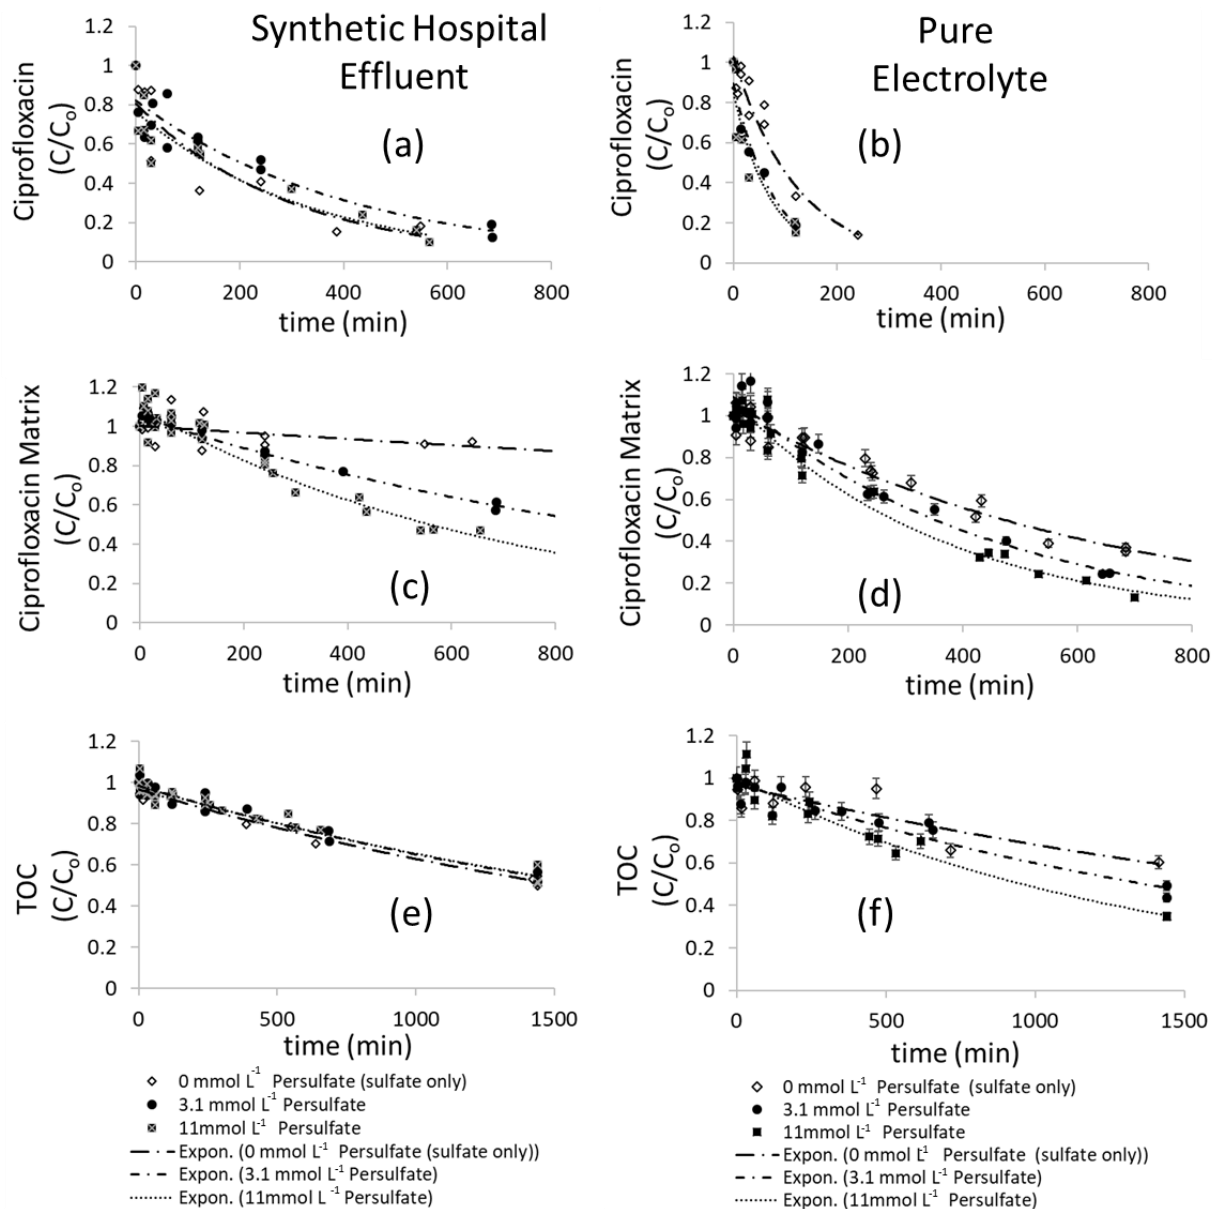 Synthetic Hospital
Effluent
Pure
Electrolyte
Ciprofloxacin
(C/Co)
1.2
1
0.8
0.6
0.4
0.2
0
(a)
0
200
400
600
800
time (min)
Ciprofloxacin
(C/Co)
1.2
1
0.8
0.6
0.4
0.2
0
(b)
0
200
400
600
800
time (min)
Ciprofloxacin Matrix
(C/Co)
1.2
1
0.8
0.6
0.4
0.2
0
(c)
0
200
400
600
800
time (min)
Ciprofloxacin Matrix
(C/Co)
1.2
1
0.8
0.6
0.4
0.2
0
(d)
0
200
400
600
800
time (min)
TOC
(C/Co)
1.2
1
0.8
0.6
0.4
0.2
0
(e)
0
500
1000
1500
time (min)
TOC
(C/Co)
1.2
1
0.8
0.6
0.4
0.2
0
(f)
0
500
1000
1500
time (min)
0 mmol L⁻¹ Persulfate (sulfate only)
3.1 mmol L⁻¹ Persulfate
11mmol L⁻¹ Persulfate
Expon. (0 mmol L⁻¹ Persulfate (sulfate only))
Expon. (3.1 mmol L⁻¹ Persulfate)
Expon. (11mmol L⁻¹ Persulfate)
0 mmol L⁻¹ Persulfate (sulfate only)
3.1 mmol L⁻¹ Persulfate
11mmol L⁻¹ Persulfate
Expon. (0 mmol L⁻¹ Persulfate (sulfate only))
Expon. (3.1 mmol L⁻¹ Persulfate)
Expon. (11mmol L⁻¹ Persulfate)